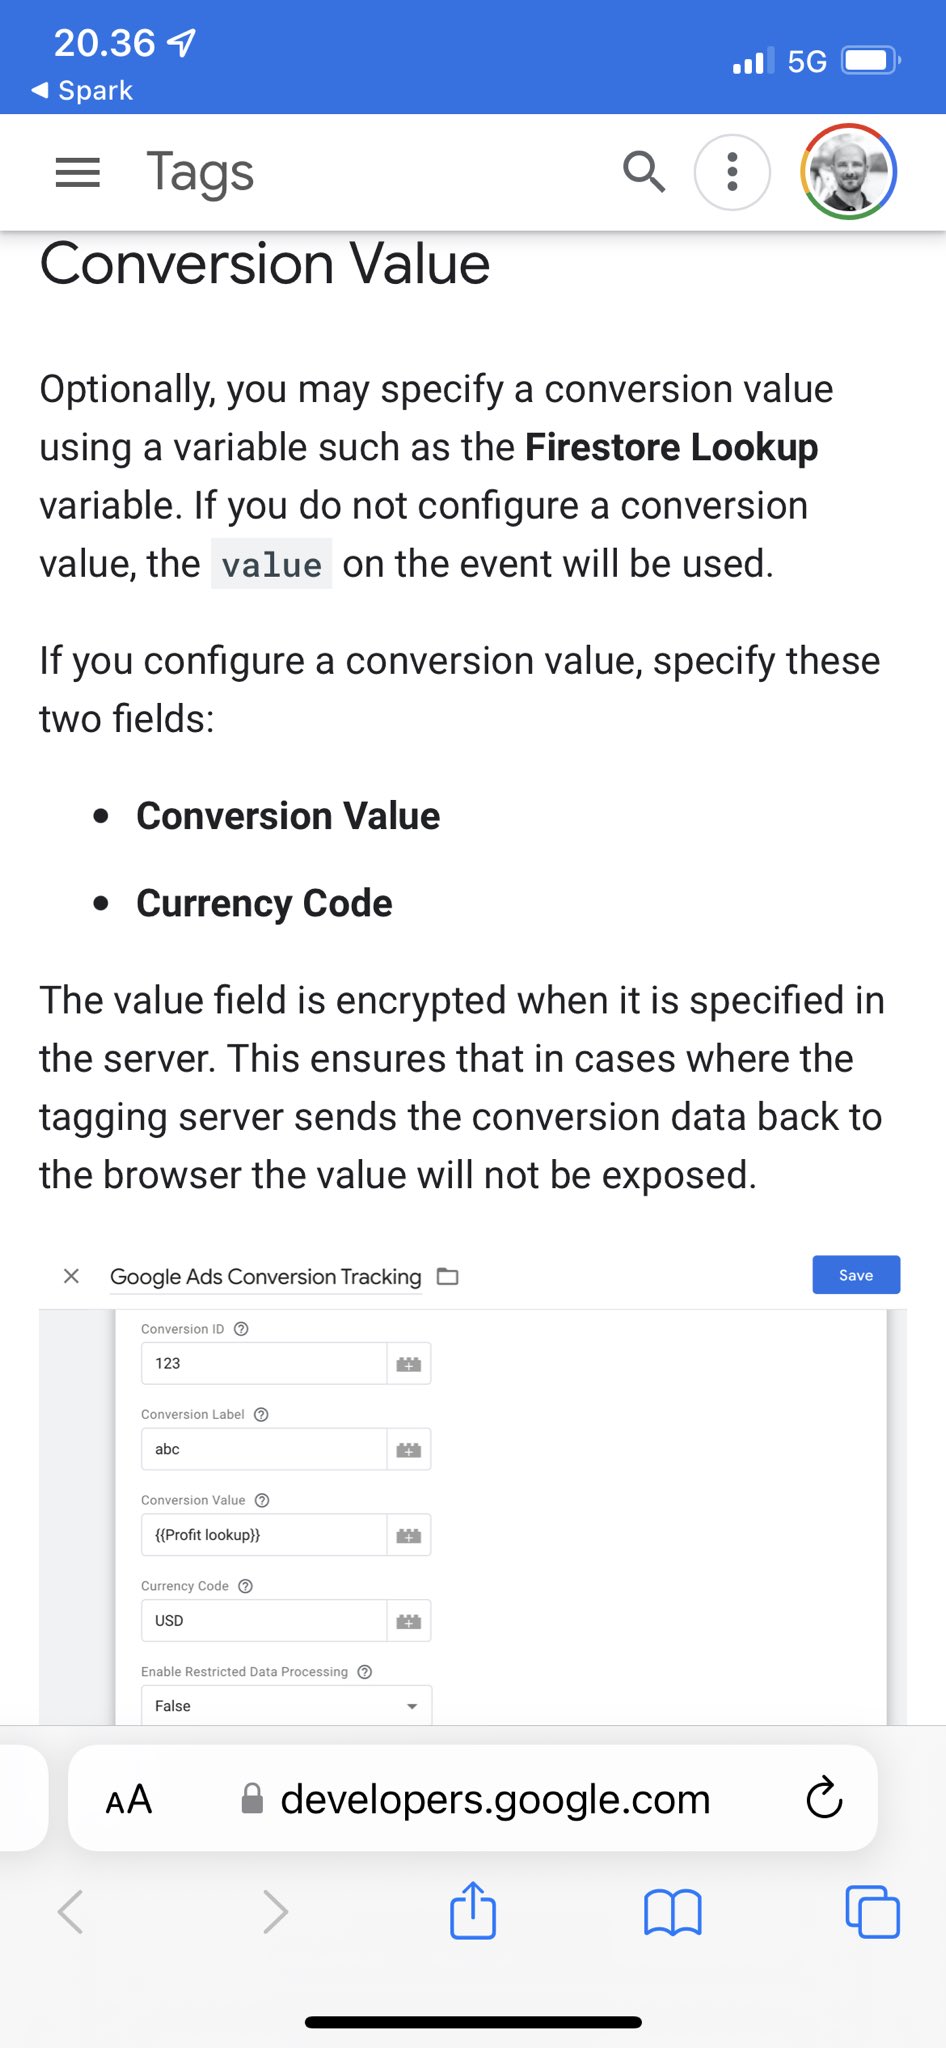 20.36
5G
Spark
Tags
Conversion Value
Optionally, you may specify a conversion value
using a variable such as the Firestore Lookup
variable. If you do not configure a conversion
value, the value on the event will be used.
If you configure a conversion value, specify these
two fields:
• Conversion Value
• Currency Code
The value field is encrypted when it is specified in
the server. This ensures that in cases where the
tagging server sends the conversion data back to
the browser the value will not be exposed.
Google Ads Conversion Tracking
Save
Conversion ID
123
Conversion Label
abc
Conversion Value
{{Profit lookup}}
Currency Code
USD
Enable Restricted Data Processing
False
AA
developers.google.com